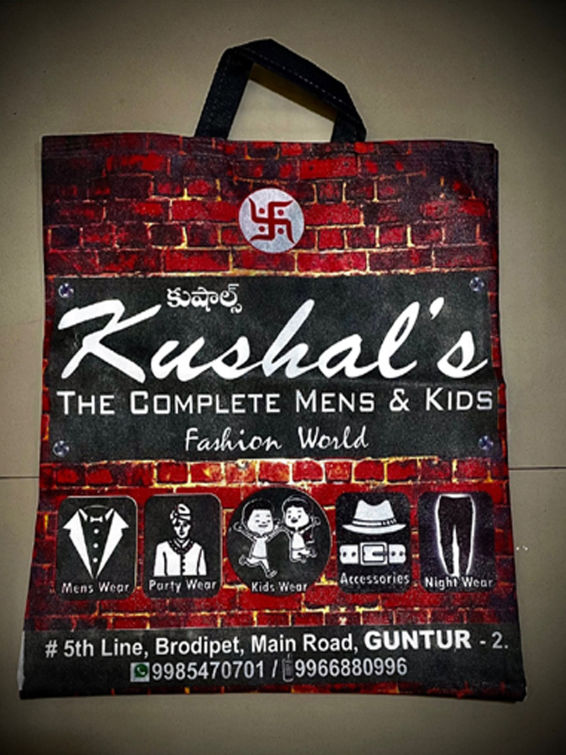 కుషాల్స్
Kushal's
THE COMPLETE MENS & KIDS
Fashion World
Mens Wear Party Wear Kids Wear Accessories Night Wear
# 5th Line, Brodipet, Main Road, GUNTUR - 2.
9985470701 / 9966880996